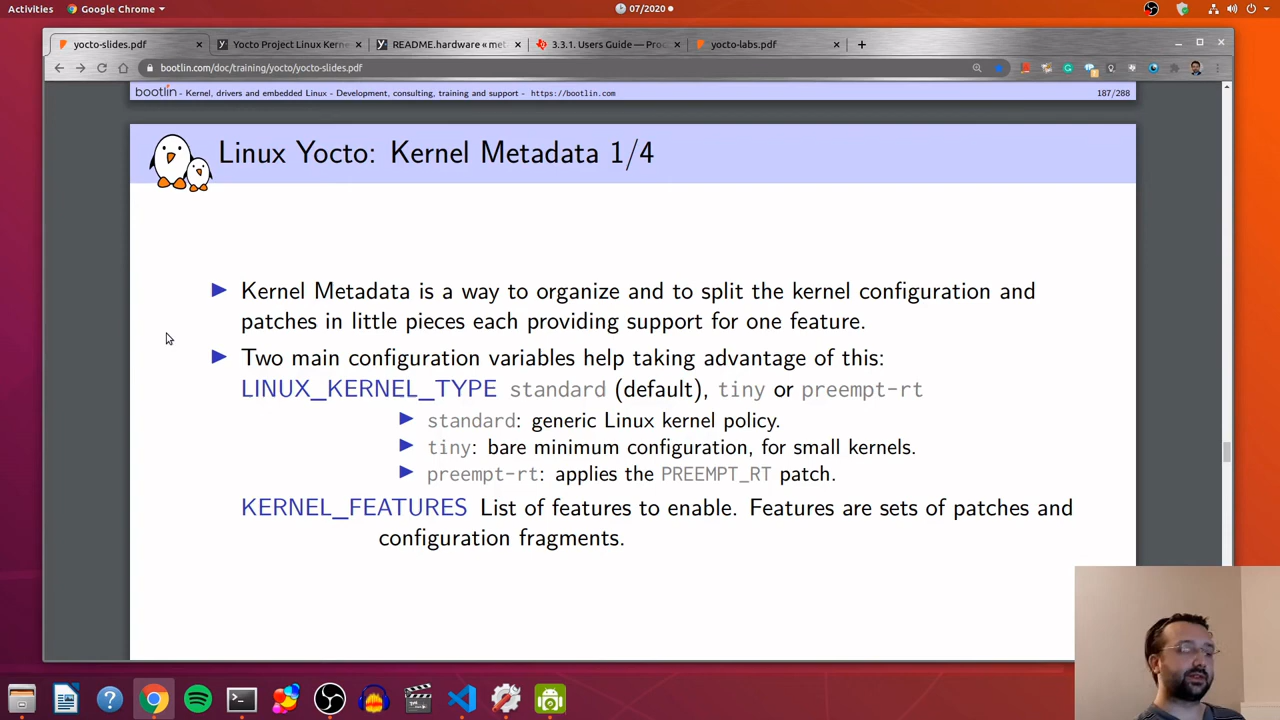 Activities
Google Chrome
07/2020
yocto-slides.pdf
Yocto Project Linux Kerne
README.hardware « met
3.3.1. Users Guide — Proc
yocto-labs.pdf
bootlin.com/doc/training/yocto/yocto-slides.pdf
bootlin - Kernel, drivers and embedded Linux - Development, consulting, training and support - https://bootlin.com
187/288
Linux Yocto: Kernel Metadata 1/4
Kernel Metadata is a way to organize and to split the kernel configuration and
patches in little pieces each providing support for one feature.
Two main configuration variables help taking advantage of this:
LINUX_KERNEL_TYPE standard (default), tiny or preempt-rt
standard: generic Linux kernel policy.
tiny: bare minimum configuration, for small kernels.
preempt-rt: applies the PREEMPT_RT patch.
KERNEL_FEATURES List of features to enable. Features are sets of patches and
configuration fragments.